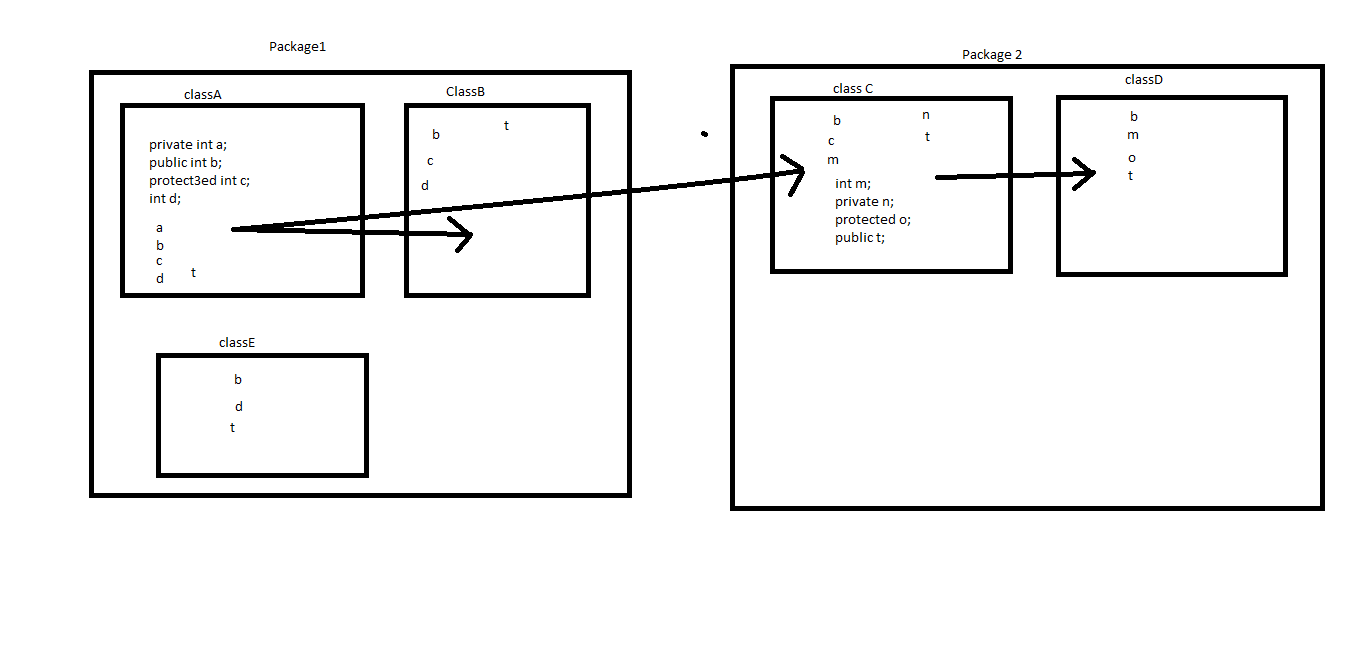 Package1
classA
private int a;
public int b;
protect3ed int c;
int d;
a
b
c
d
t
ClassB
t
b
c
d
classE
b
d
t
Package 2
class C
b
n
c
t
m
int m;
private n;
protected o;
public t;
classD
b
m
o
t